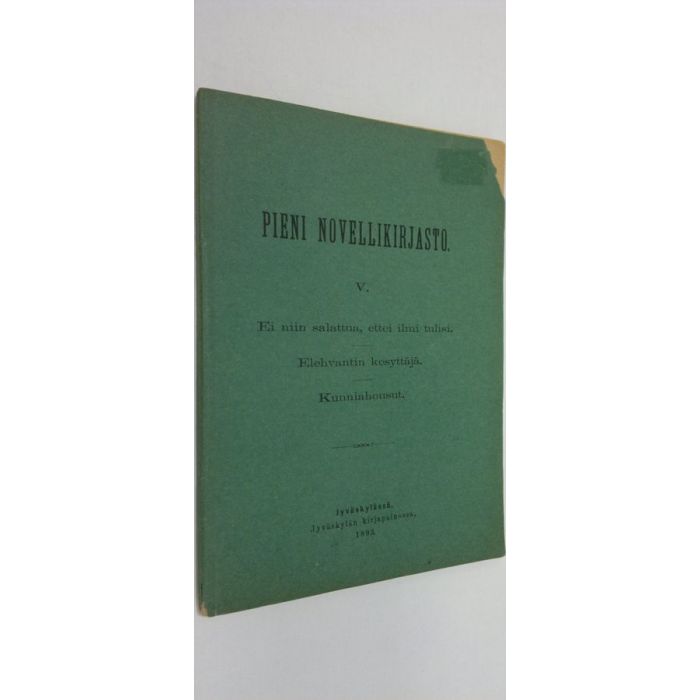 PIENI NOVELLIKIRJASTO.
V.
Ei niin salattua, ettei ilmi tulisi.
Elehvantin kesyttäjä.
Kunniahousut.
Jyväskylässä,
Jyväskylän kirjapainossa,